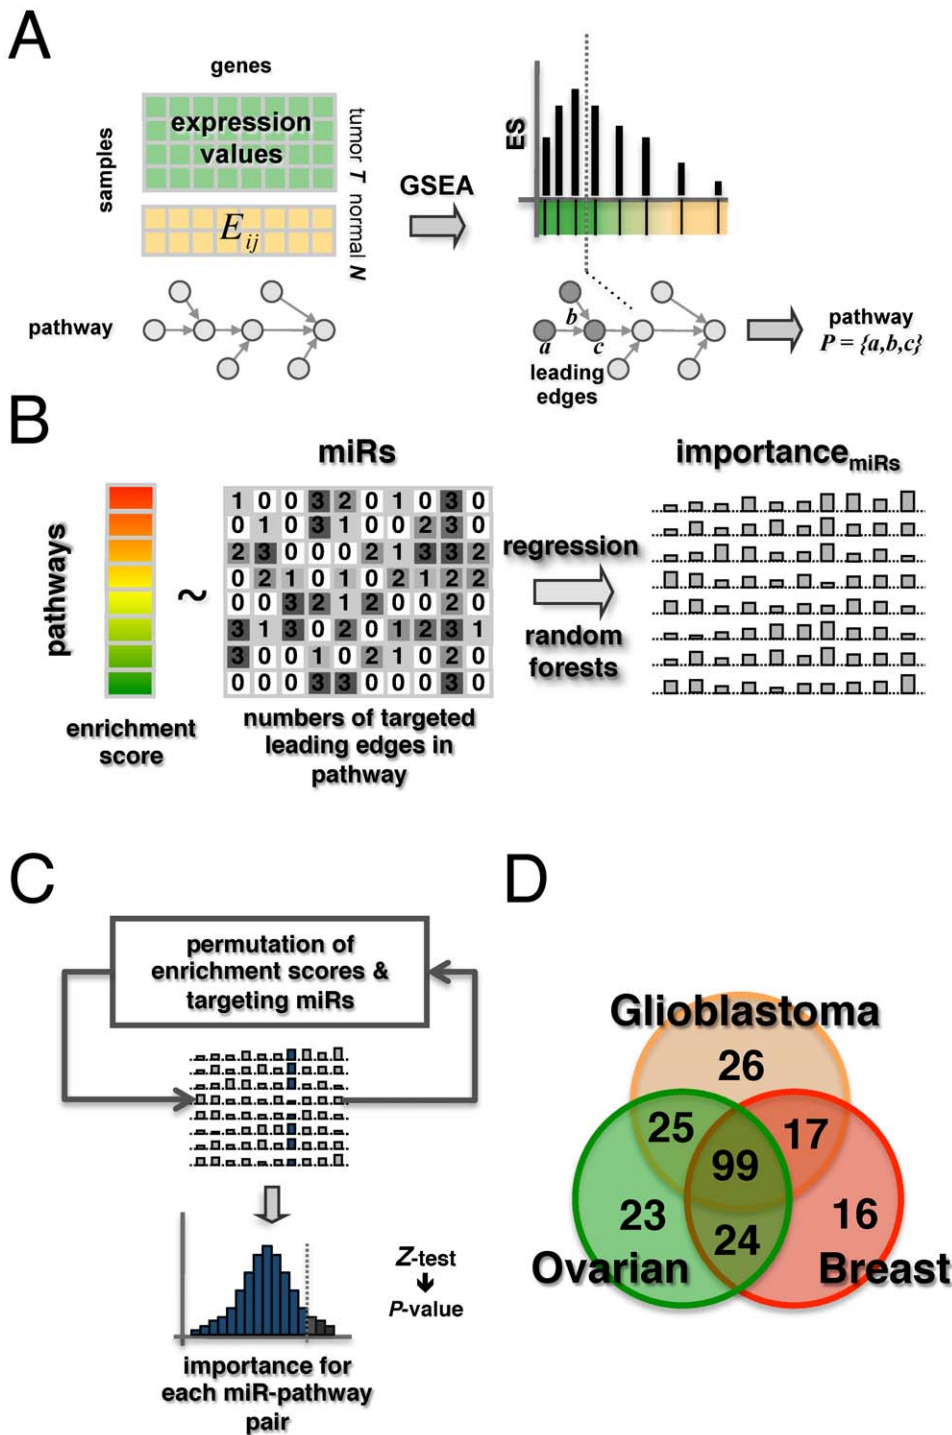 A
genes
samples
expression
values
E_ij
tumor T normal N
GSEA
ES
pathway
a
b
c
leading
edges
pathway
P = {a,b,c}
B
miRs
importance_miRs
pathways
~
1 0 0 3 2 0 1 0 3 0
0 1 0 3 1 0 0 2 3 0
2 3 0 0 0 2 1 3 3 2
0 2 1 0 1 0 2 1 2 2
0 0 3 2 1 2 0 0 2 0
3 1 3 0 2 0 1 2 3 1
3 0 0 1 0 2 1 0 2 0
0 0 0 3 3 0 0 0 3 0
regression
random
forests
enrichment
score
numbers of targeted
leading edges in
pathway
C
permutation of
enrichment scores &
targeting miRs
Z-test
P-value
importance for
each miR-pathway
pair
D
Glioblastoma
26
25
17
99
23
16
24
Ovarian
Breast